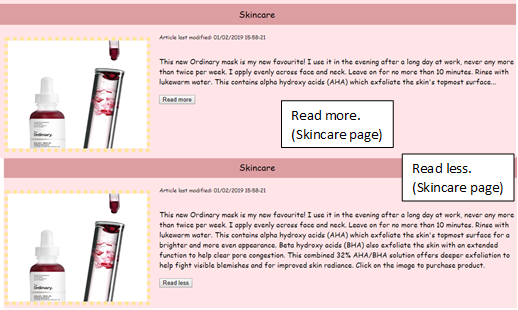 Skincare
Article last modified: 01/02/2019 15:58:21
This new Ordinary mask is my new favourite! I use it in the evening after a long day at work, never any more
than twice per week. I apply evenly across face and neck. Leave on for no more than 10 minutes. Rinse with
lukewarm water. This contains alpha hydroxy acids (AHA) which exfoliate the skin's topmost surface...
Read more
Ordinary.
Read more.
(Skincare page)
Read less.
(Skincare page)
Skincare
Article last modified: 01/02/2019 15:58:21
This new Ordinary mask is my new favourite! I use it in the evening after a long day at work, never any more
than twice per week. I apply evenly across face and neck. Leave on for no more than 10 minutes. Rinse with
lukewarm water. This contains alpha hydroxy acids (AHA) which exfoliate the skin's topmost surface for a
brighter and more even appearance. Beta hydroxy acids (BHA) also exfoliate the skin with an extended
function to help clear pore congestion. This combined 32% AHA/BHA solution offers deeper exfoliation to
help fight visible blemishes and for improved skin radiance. Click on the image to purchase product.
Read less
Ordinary.